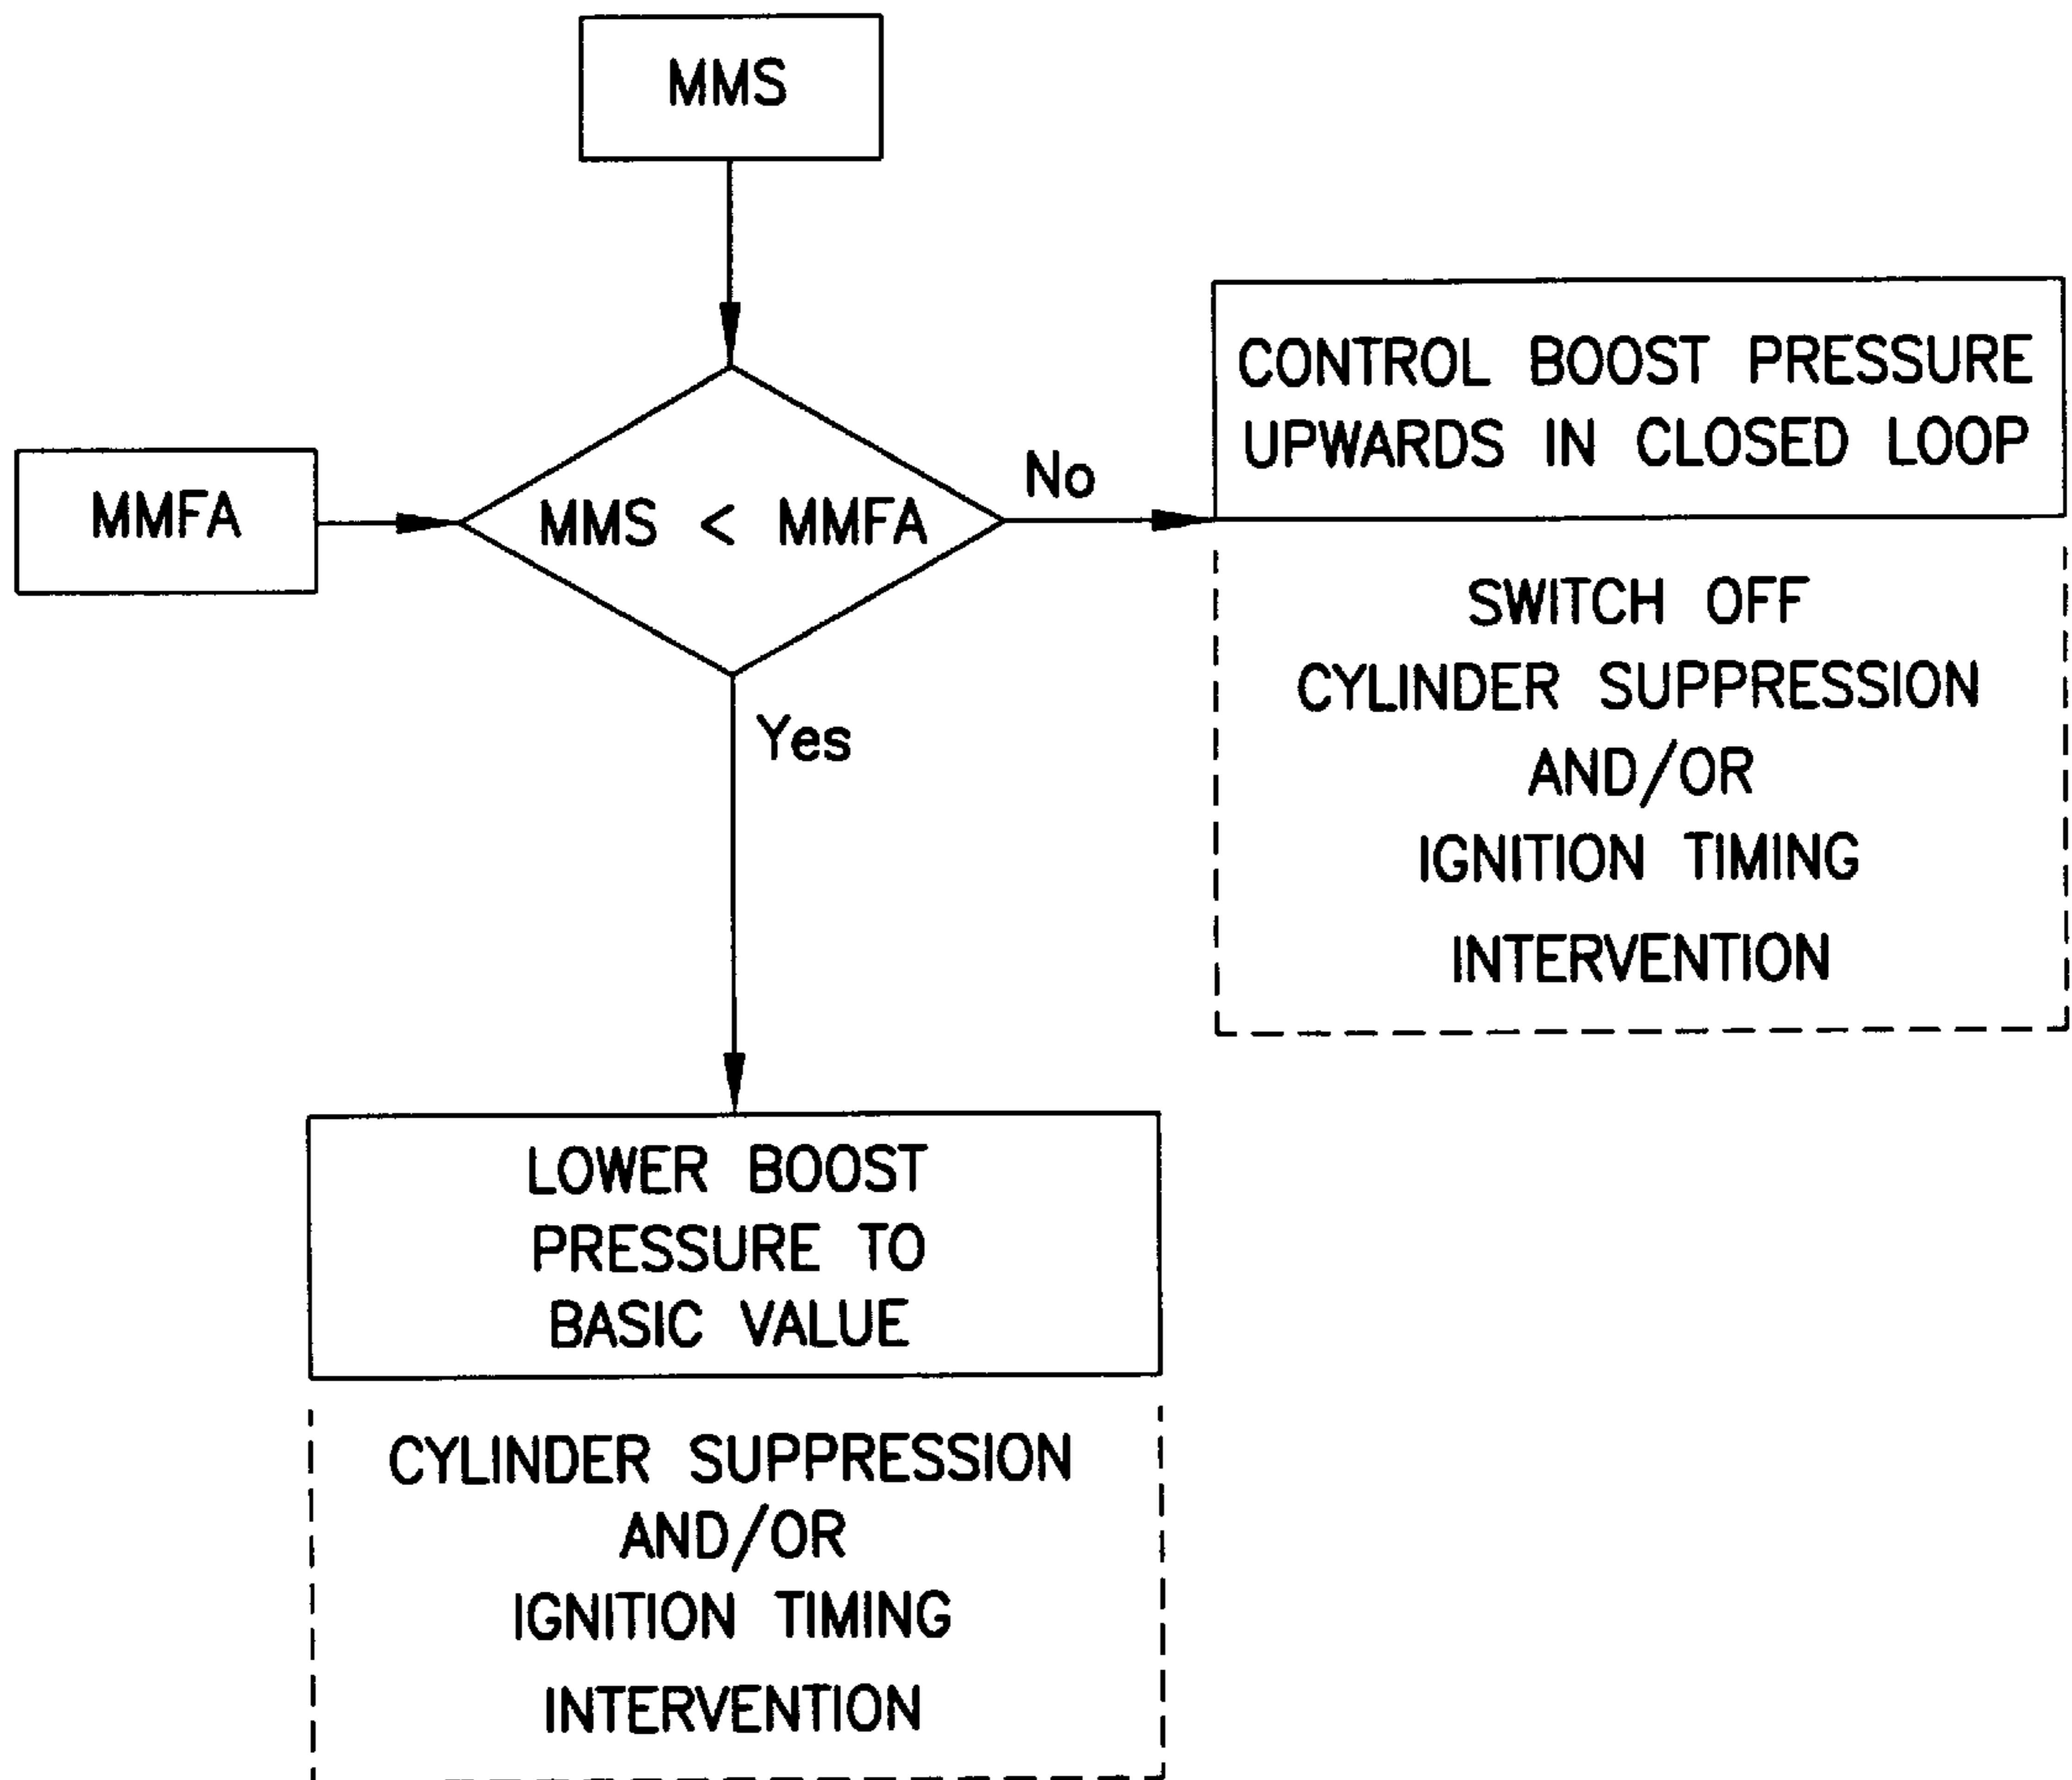 MMS
MMFA
MMS < MMFA
No
CONTROL BOOST PRESSURE
UPWARDS IN CLOSED LOOP
SWITCH OFF
CYLINDER SUPPRESSION
AND/OR
IGNITION TIMING
INTERVENTION
Yes
LOWER BOOST
PRESSURE TO
BASIC VALUE
CYLINDER SUPPRESSION
AND/OR
IGNITION TIMING
INTERVENTION